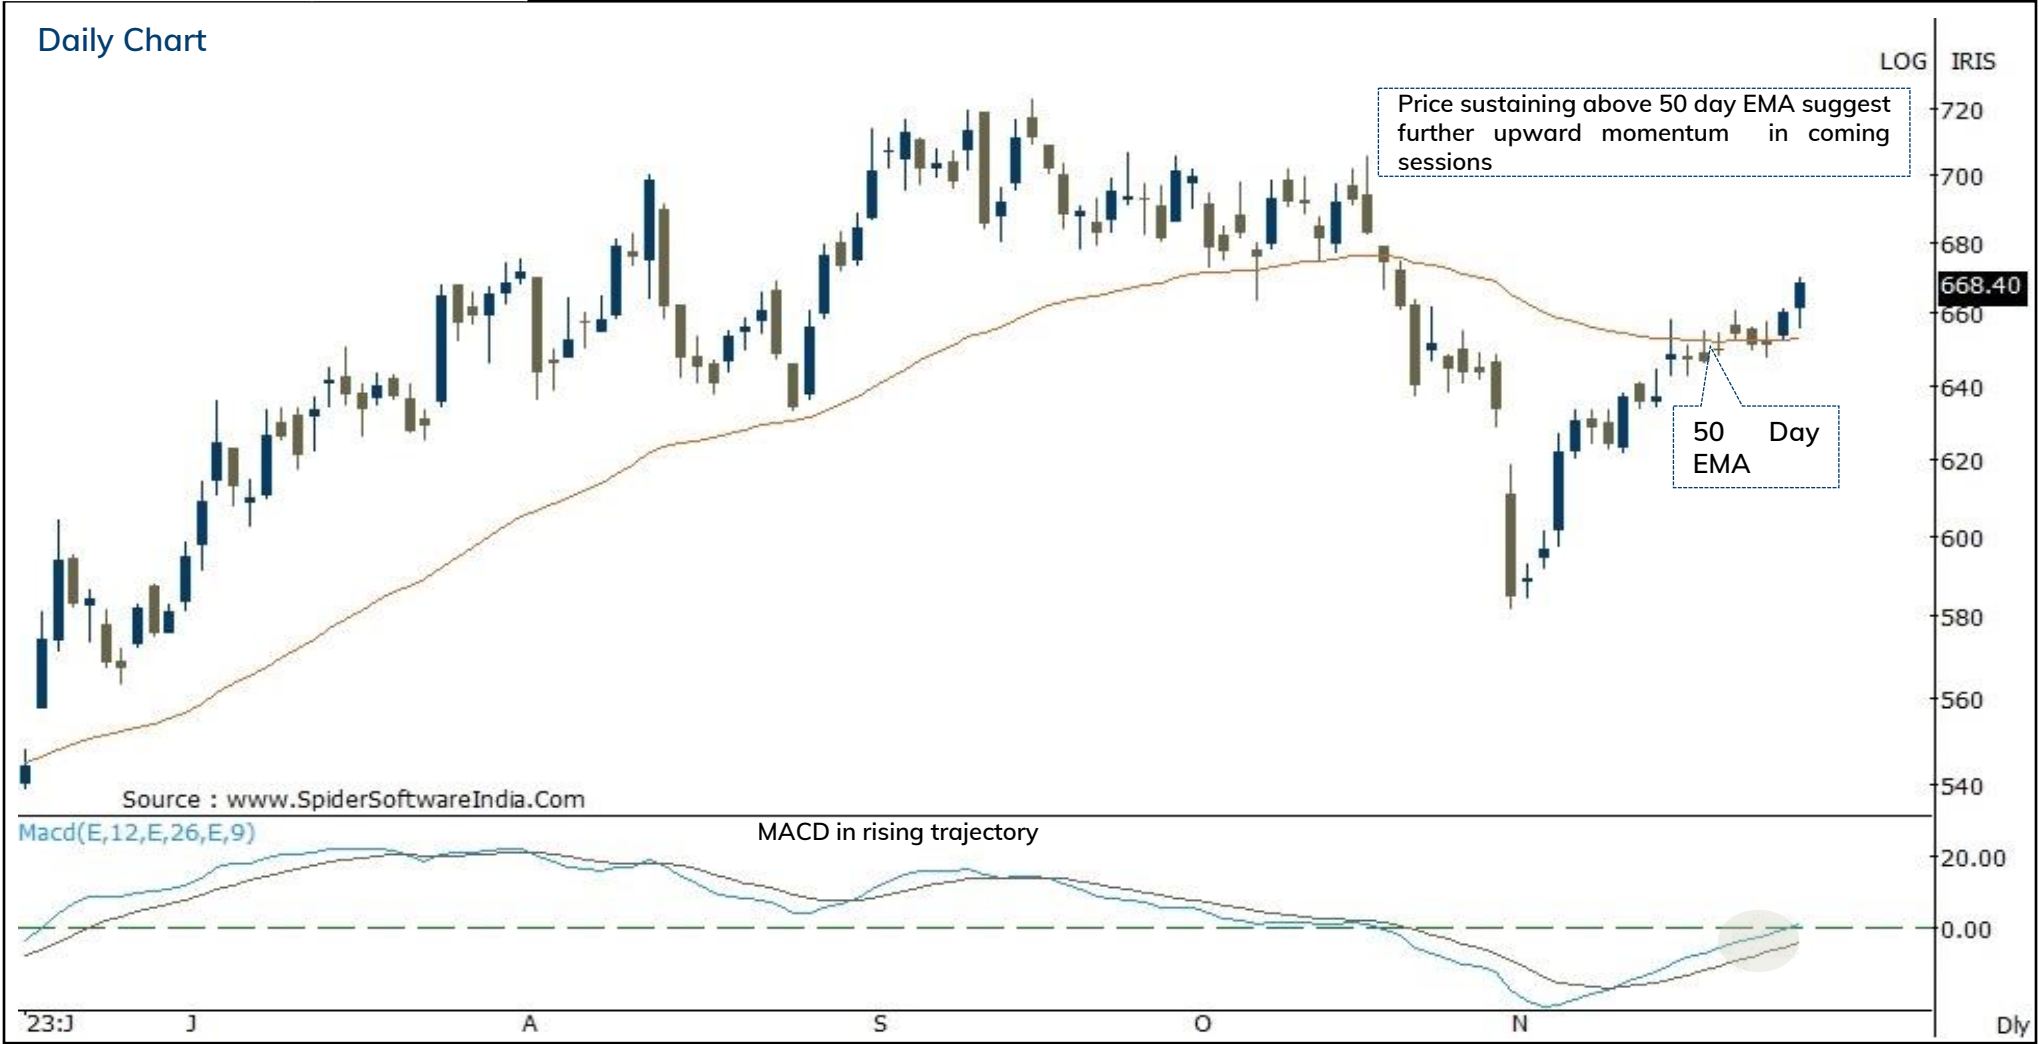 Daily Chart
LOG IRIS
Price sustaining above 50 day EMA suggest
further upward momentum in coming
sessions
720
700
680
668.40
660
640
50 Day
EMA
620
600
580
560
540
Source : www.SpiderSoftwareIndia.Com
Macd(E,12,E,26,E,9)
MACD in rising trajectory
20.00
0.00
'23:J J A S O N Dly